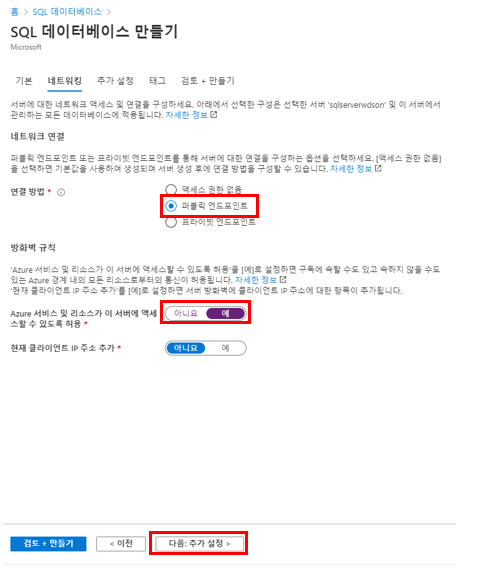 홈 > SQL 데이터베이스 >
SQL 데이터베이스 만들기
Microsoft
기본 네트워킹 추가 설정 태그 검토 + 만들기
서버에 대한 네트워크 액세스 및 연결을 구성하세요. 아래에서 선택한 구성은 선택한 서버 'sqlserverwdson' 및 이 서버에서
관리하는 모든 데이터베이스에 적용됩니다. 자세한 정보
네트워크 연결
퍼블릭 엔드포인트 또는 프라이빗 엔드포인트를 통해 서버에 대한 연결을 구성하는 옵션을 선택하세요. [액세스 권한 없음]
을 선택하면 기본값을 사용하여 생성되며 서버 생성 후에 연결 방법을 구성할 수 있습니다. 자세한 정보
연결 방법 *
액세스 권한 없음
퍼블릭 엔드포인트
프라이빗 엔드포인트
방화벽 규칙
'Azure 서비스 및 리소스가 이 서버에 액세스할 수 있도록 허용'을 [예]로 설정하면 구독에 속할 수도 있고 속하지 않을 수도
있는 Azure 경계 내의 모든 리소스로부터의 통신이 허용됩니다. 자세한 정보
'현재 클라이언트 IP 주소 추가'를 [예]로 설정하면 서버 방화벽에 클라이언트 IP 주소에 대한 항목이 추가됩니다.
Azure 서비스 및 리소스가 이 서버에 액세
스할 수 있도록 허용 *
아니요 예
현재 클라이언트 IP 주소 추가 *
아니요 예
검토 + 만들기 < 이전 다음: 추가 설정 >